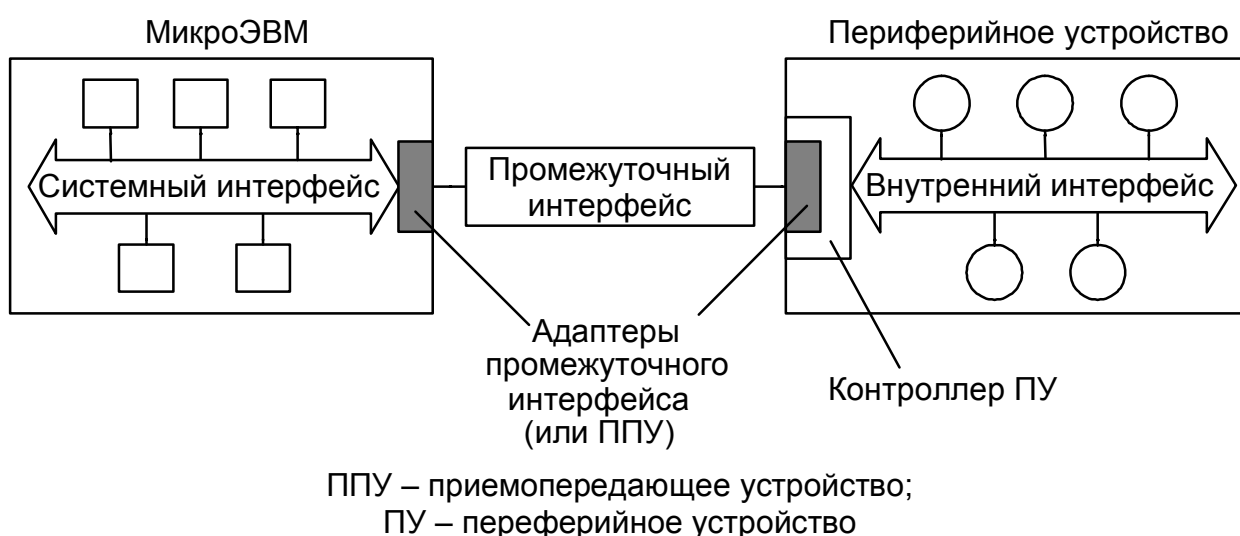 МикроЭВМ
Периферийное устройство
Системный интерфейс
Промежуточный
интерфейс
Внутренний интерфейс
Адаптеры
промежуточного
интерфейса
(или ППУ)
Контроллер ПУ
ППУ – приемопередающее устройство;
ПУ – переферийное устройство